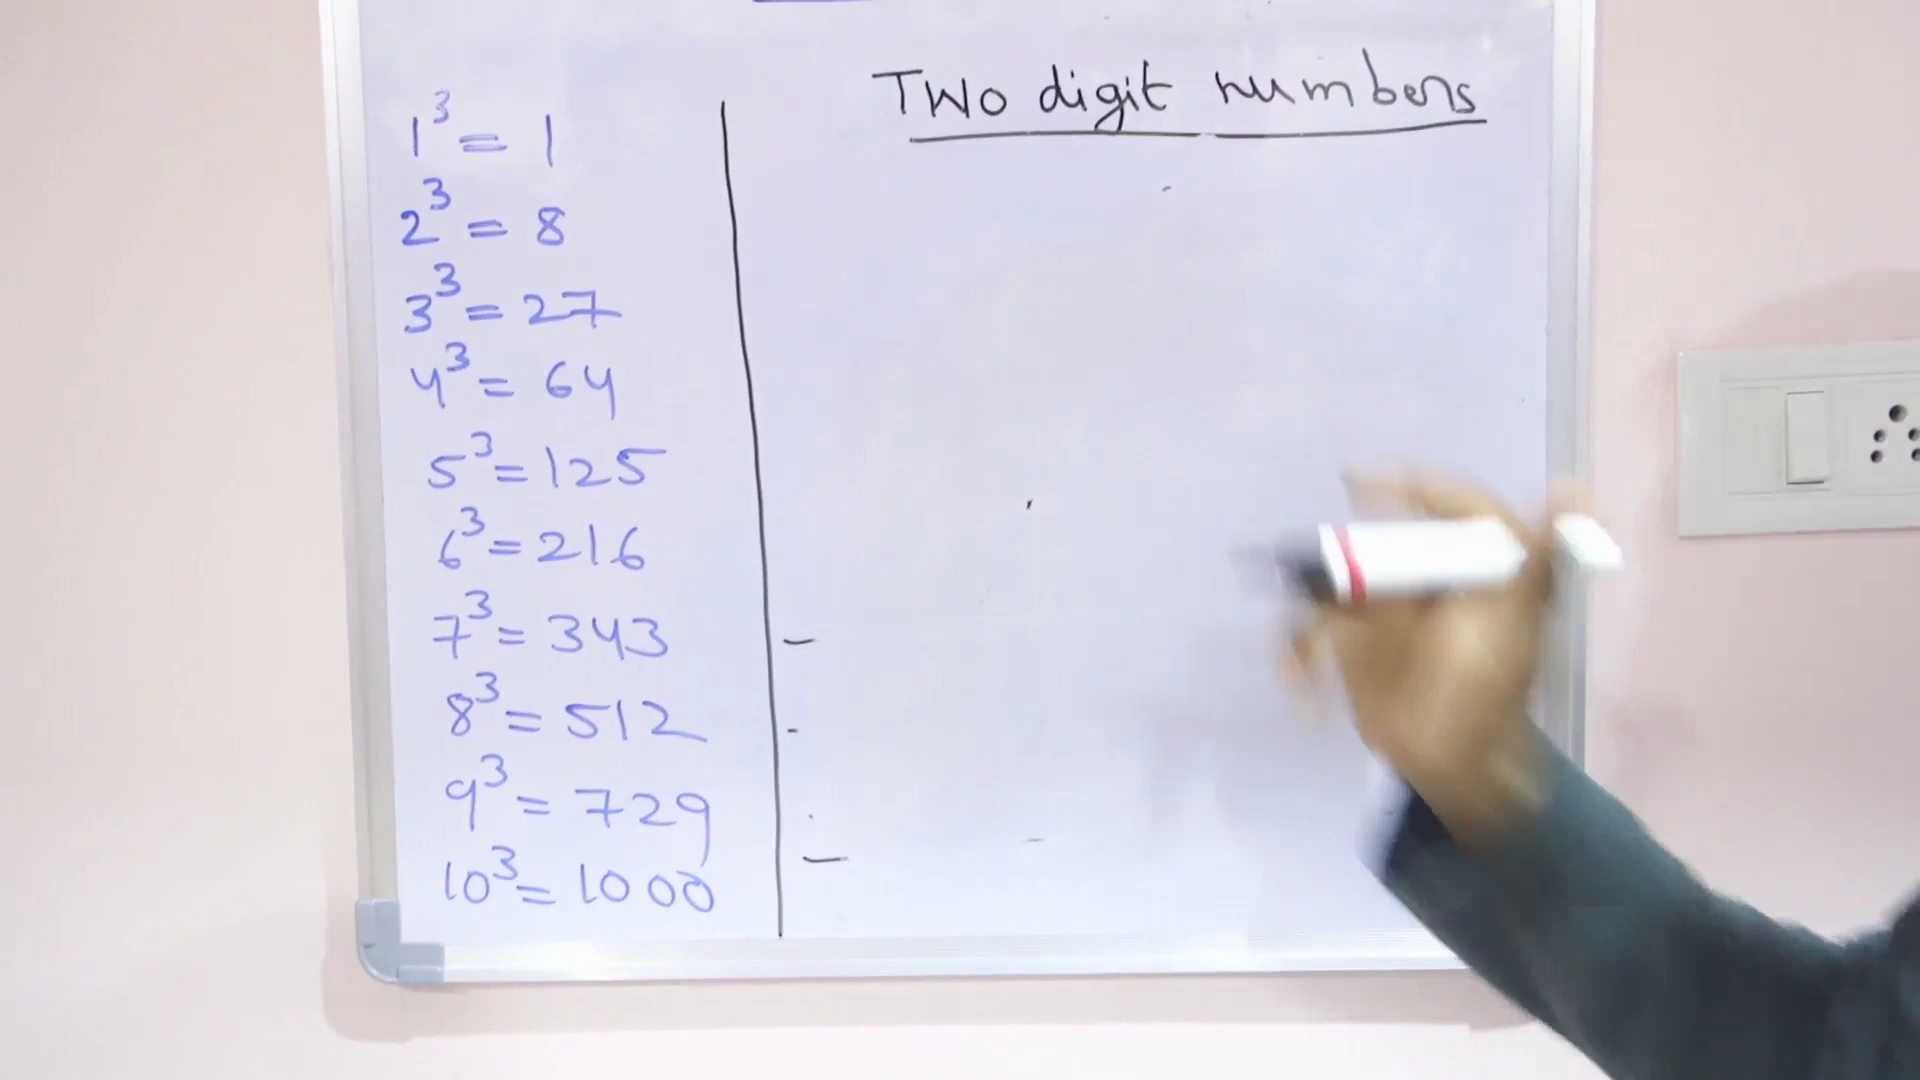 1³ = 1
2³ = 8
3³ = 27
4³ = 64
5³ = 125
6³ = 216
7³ = 343
8³ = 512
9³ = 729
10³ = 1000
Two digit numbers